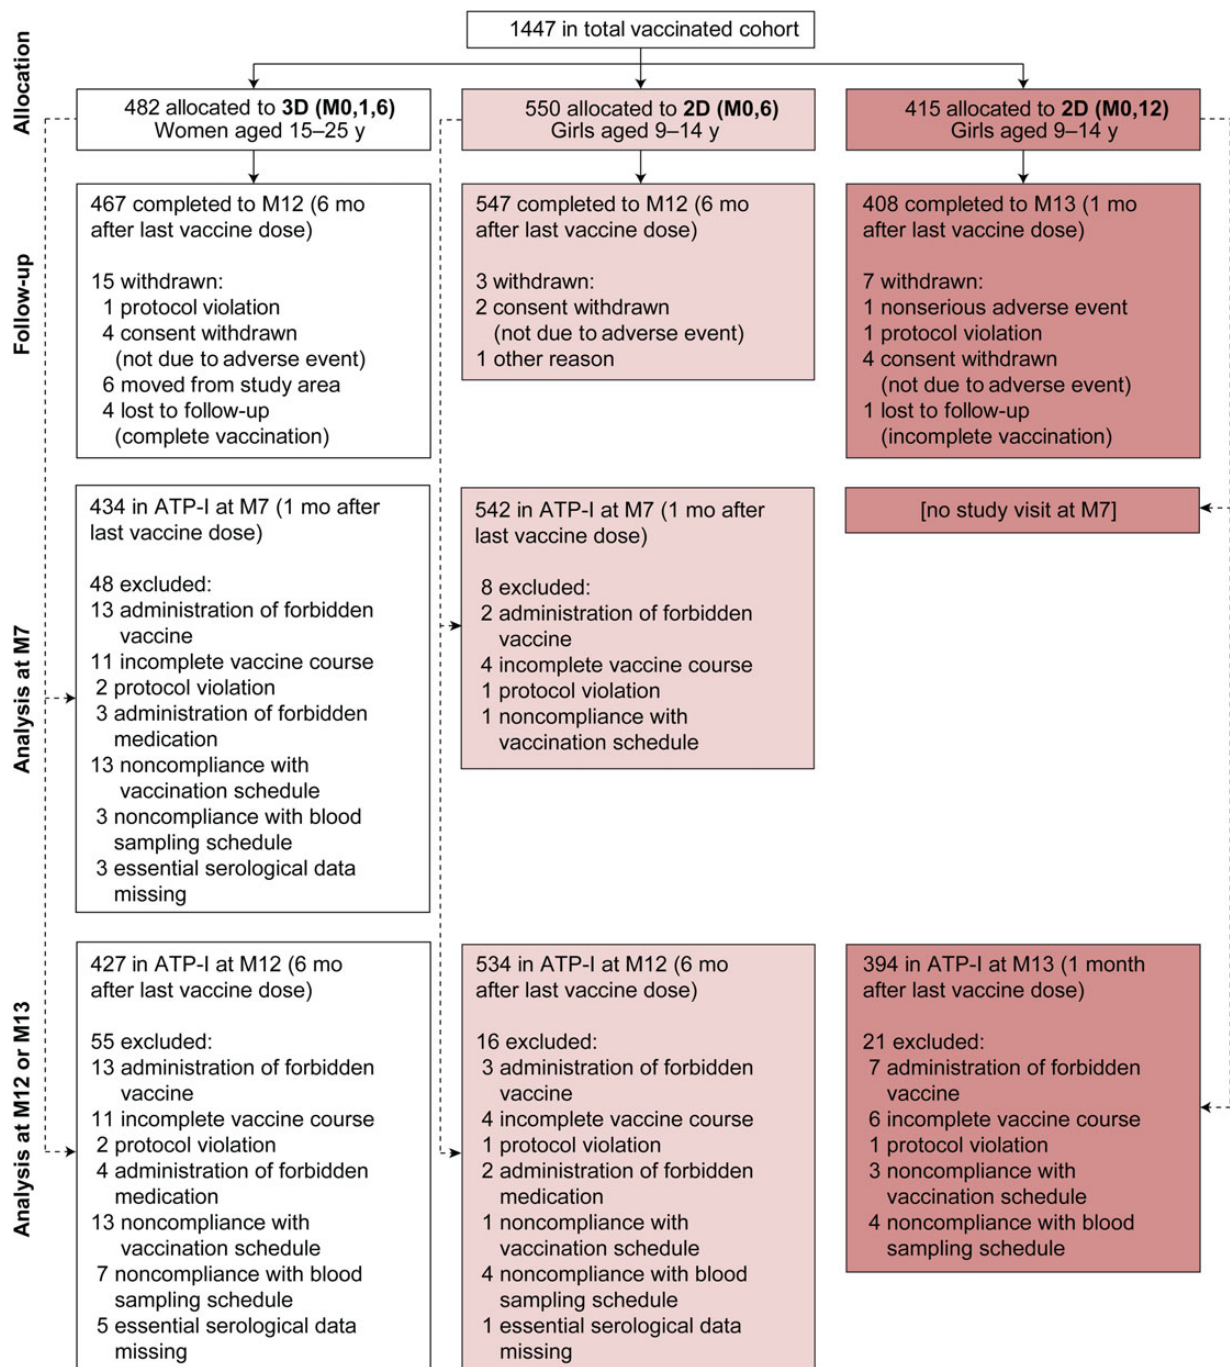 1447 in total vaccinated cohort
Allocation
482 allocated to 3D (M0,1,6)
Women aged 15–25 y
550 allocated to 2D (M0,6)
Girls aged 9–14 y
415 allocated to 2D (M0,12)
Girls aged 9–14 y
Follow-up
467 completed to M12 (6 mo
after last vaccine dose)
15 withdrawn:
1 protocol violation
4 consent withdrawn
(not due to adverse event)
6 moved from study area
4 lost to follow-up
(complete vaccination)
547 completed to M12 (6 mo
after last vaccine dose)
3 withdrawn:
2 consent withdrawn
(not due to adverse event)
1 other reason
408 completed to M13 (1 mo
after last vaccine dose)
7 withdrawn:
1 nonserious adverse event
1 protocol violation
4 consent withdrawn
(not due to adverse event)
1 lost to follow-up
(incomplete vaccination)
Analysis at M7
434 in ATP-I at M7 (1 mo after
last vaccine dose)
48 excluded:
13 administration of forbidden
vaccine
11 incomplete vaccine course
2 protocol violation
3 administration of forbidden
medication
13 noncompliance with
vaccination schedule
3 noncompliance with blood
sampling schedule
3 essential serological data
missing
542 in ATP-I at M7 (1 mo after
last vaccine dose)
8 excluded:
2 administration of forbidden
vaccine
4 incomplete vaccine course
1 protocol violation
1 noncompliance with
vaccination schedule
[no study visit at M7]
Analysis at M12 or M13
427 in ATP-I at M12 (6 mo
after last vaccine dose)
55 excluded:
13 administration of forbidden
vaccine
11 incomplete vaccine course
2 protocol violation
4 administration of forbidden
medication
13 noncompliance with
vaccination schedule
7 noncompliance with blood
sampling schedule
5 essential serological data
missing
534 in ATP-I at M12 (6 mo
after last vaccine dose)
16 excluded:
3 administration of forbidden
vaccine
4 incomplete vaccine course
1 protocol violation
2 administration of forbidden
medication
1 noncompliance with
vaccination schedule
4 noncompliance with blood
sampling schedule
1 essential serological data
missing
394 in ATP-I at M13 (1 month
after last vaccine dose)
21 excluded:
7 administration of forbidden
vaccine
6 incomplete vaccine course
1 protocol violation
3 noncompliance with
vaccination schedule
4 noncompliance with blood
sampling schedule